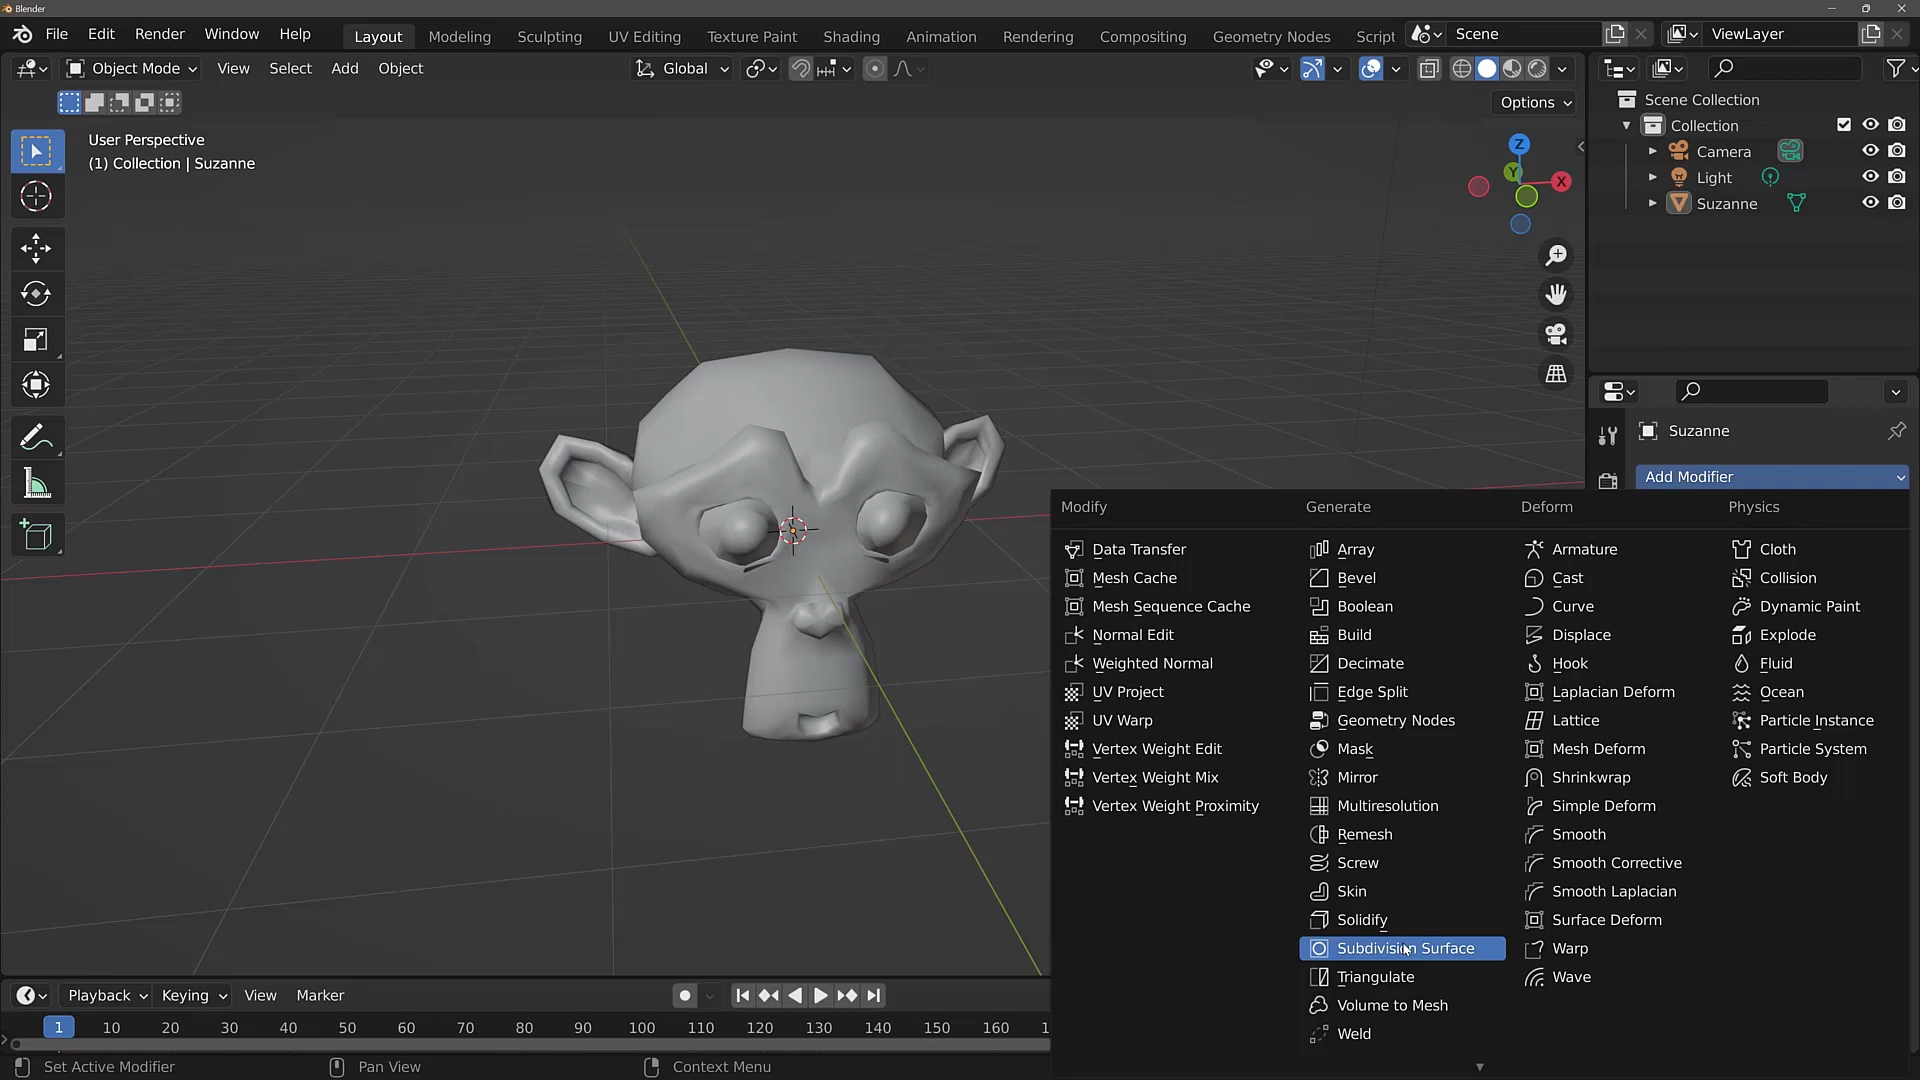 Blender
File Edit Render Window Help Layout Modeling Sculpting UV Editing Texture Paint Shading Animation Rendering Compositing Geometry Nodes Script Scene ViewLayer
Object Mode View Select Add Object Global
Options
User Perspective
(1) Collection | Suzanne
Z
Y
X
Scene Collection
Collection
Camera
Light
Suzanne
Suzanne
Add Modifier
Modify
Data Transfer
Mesh Cache
Mesh Sequence Cache
Normal Edit
Weighted Normal
UV Project
UV Warp
Vertex Weight Edit
Vertex Weight Mix
Vertex Weight Proximity
Generate
Array
Bevel
Boolean
Build
Decimate
Edge Split
Geometry Nodes
Mask
Mirror
Multiresolution
Remesh
Screw
Skin
Solidify
Subdivision Surface
Triangulate
Volume to Mesh
Weld
Deform
Armature
Cast
Curve
Displace
Hook
Laplacian Deform
Lattice
Mesh Deform
Shrinkwrap
Simple Deform
Smooth
Smooth Corrective
Smooth Laplacian
Surface Deform
Warp
Wave
Physics
Cloth
Collision
Dynamic Paint
Explode
Fluid
Ocean
Particle Instance
Particle System
Soft Body
Playback Keying View Marker
1 10 20 30 40 50 60 70 80 90 100 110 120 130 140 150 160 1
Set Active Modifier Pan View Context Menu